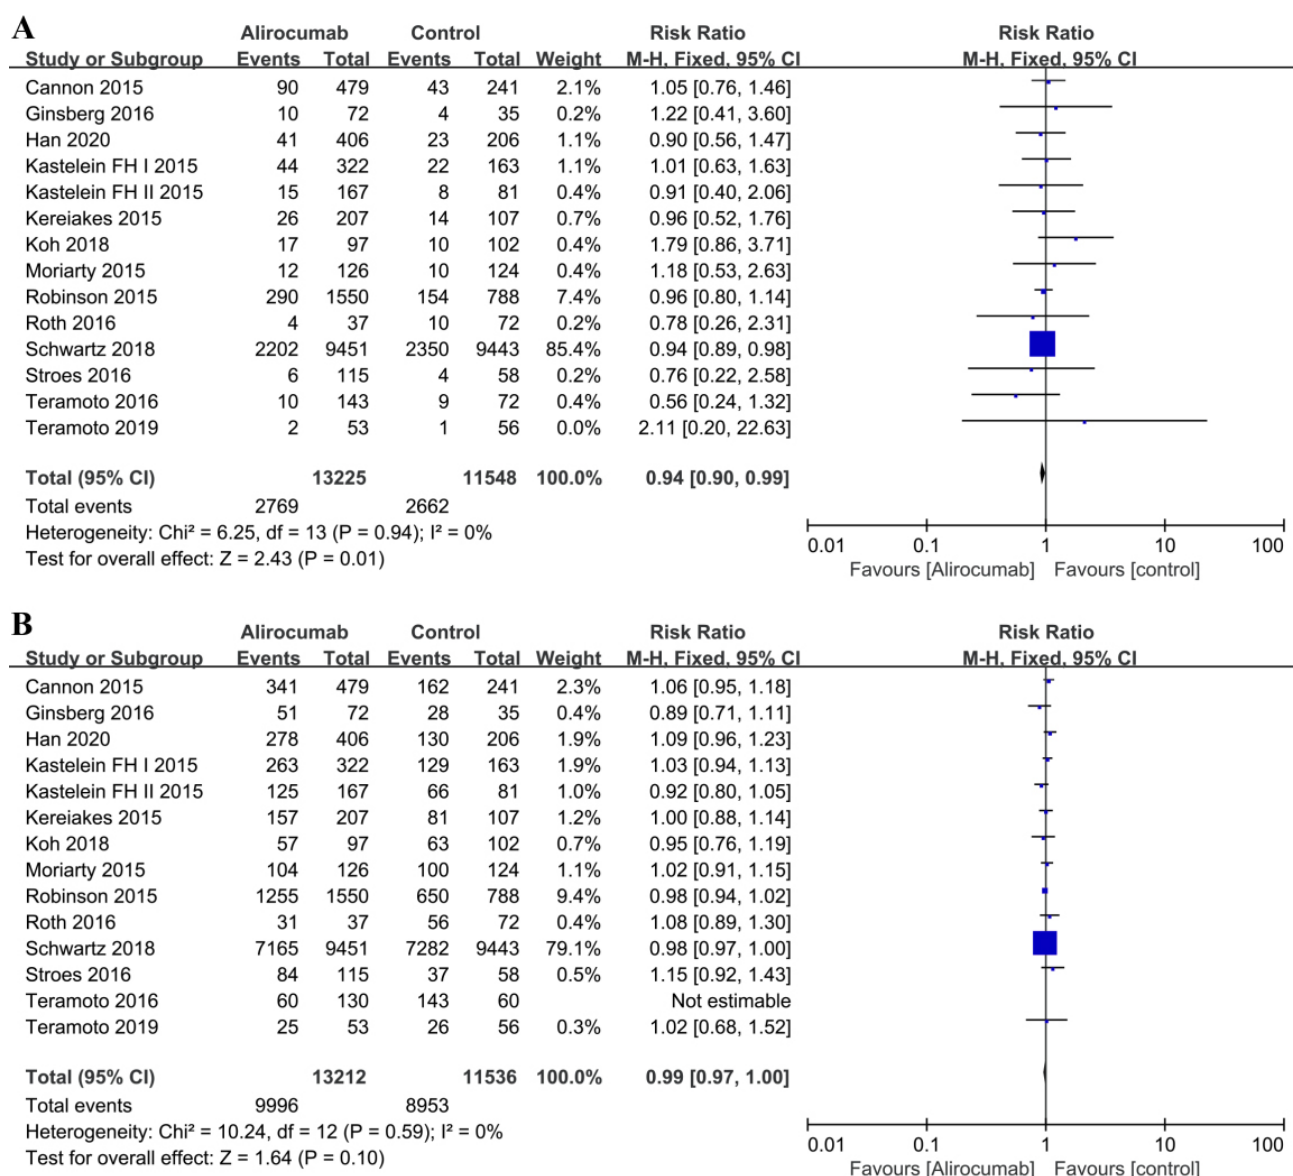 A
Alirocumab Control Risk Ratio Risk Ratio
Study or Subgroup Events Total Events Total Weight M-H, Fixed, 95% CI M-H, Fixed, 95% CI
Cannon 2015 90 479 43 241 2.1% 1.05 [0.76, 1.46]
Ginsberg 2016 10 72 4 35 0.2% 1.22 [0.41, 3.60]
Han 2020 41 406 23 206 1.1% 0.90 [0.56, 1.47]
Kastelein FH I 2015 44 322 22 163 1.1% 1.01 [0.63, 1.63]
Kastelein FH II 2015 15 167 8 81 0.4% 0.91 [0.40, 2.06]
Kereiakes 2015 26 207 14 107 0.7% 0.96 [0.52, 1.76]
Koh 2018 17 97 10 102 0.4% 1.79 [0.86, 3.71]
Moriarty 2015 12 126 10 124 0.4% 1.18 [0.53, 2.63]
Robinson 2015 290 1550 154 788 7.4% 0.96 [0.80, 1.14]
Roth 2016 4 37 10 72 0.2% 0.78 [0.26, 2.31]
Schwartz 2018 2202 9451 2350 9443 85.4% 0.94 [0.89, 0.98]
Stroes 2016 6 115 4 58 0.2% 0.76 [0.22, 2.58]
Teramoto 2016 10 143 9 72 0.4% 0.56 [0.24, 1.32]
Teramoto 2019 2 53 1 56 0.0% 2.11 [0.20, 22.63]
Total (95% CI) 13225 11548 100.0% 0.94 [0.90, 0.99]
Total events 2769 2662
Heterogeneity: Chi² = 6.25, df = 13 (P = 0.94); I² = 0%
Test for overall effect: Z = 2.43 (P = 0.01)
0.01 0.1 1 10 100
Favours [Alirocumab] Favours [control]
B
Alirocumab Control Risk Ratio Risk Ratio
Study or Subgroup Events Total Events Total Weight M-H, Fixed, 95% CI M-H, Fixed, 95% CI
Cannon 2015 341 479 162 241 2.3% 1.06 [0.95, 1.18]
Ginsberg 2016 51 72 28 35 0.4% 0.89 [0.71, 1.11]
Han 2020 278 406 130 206 1.9% 1.09 [0.96, 1.23]
Kastelein FH I 2015 263 322 129 163 1.9% 1.03 [0.94, 1.13]
Kastelein FH II 2015 125 167 66 81 1.0% 0.92 [0.80, 1.05]
Kereiakes 2015 157 207 81 107 1.2% 1.00 [0.88, 1.14]
Koh 2018 57 97 63 102 0.7% 0.95 [0.76, 1.19]
Moriarty 2015 104 126 100 124 1.1% 1.02 [0.91, 1.15]
Robinson 2015 1255 1550 650 788 9.4% 0.98 [0.94, 1.02]
Roth 2016 31 37 56 72 0.4% 1.08 [0.89, 1.30]
Schwartz 2018 7165 9451 7282 9443 79.1% 0.98 [0.97, 1.00]
Stroes 2016 84 115 37 58 0.5% 1.15 [0.92, 1.43]
Teramoto 2016 60 130 143 60 Not estimable
Teramoto 2019 25 53 26 56 0.3% 1.02 [0.68, 1.52]
Total (95% CI) 13212 11536 100.0% 0.99 [0.97, 1.00]
Total events 9996 8953
Heterogeneity: Chi² = 10.24, df = 12 (P = 0.59); I² = 0%
Test for overall effect: Z = 1.64 (P = 0.10)
0.01 0.1 1 10 100
Favours [Alirocumab] Favours [control]